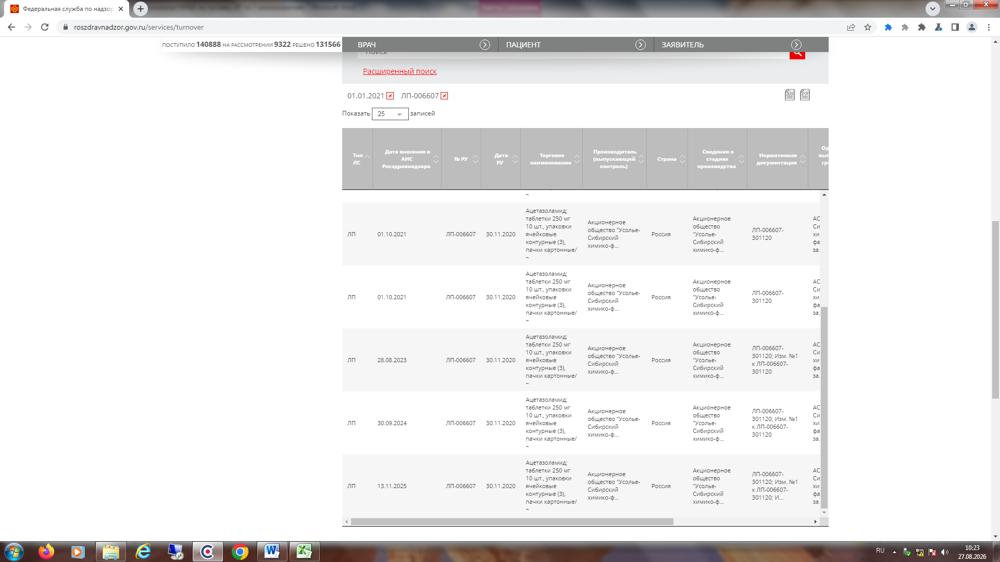 Федеральная служба по надзор
roszdravnadzor.gov.ru/services/turnover
ПОСТУПИЛО 140888 НА РАССМОТРЕНИИ 9322 РЕШЕНО 131566
ВРАЧ
ПАЦИЕНТ
ЗАЯВИТЕЛЬ
Поиск
Расширенный поиск
01.01.2021
ЛП-006607
xls
pdf
Показать 25 записей
Тип
ЛС
Дата внесения в
АИС
Росздравнадзора
№ РУ
Дата
РУ
Торговое
наименование
Производитель
(выпускающий
контроль)
Страна
Сведения о
стадиях
производства
Нормативная
документация
Ор
вып
гра
~
ЛП
01.10.2021
ЛП-006607
30.11.2020
Ацетазоламид;
таблетки 250 мг
10 шт., упаковки
ячейковые
контурные (3),
пачки картонные/
~
Акционерное
общество "Усолье-
Сибирский
химико-ф...
Россия
Акционерное
общество
"Усолье-
Сибирский
химико-ф...
ЛП-006607-
301120
АС
Си
хи
фа
за.
ЛП
01.10.2021
ЛП-006607
30.11.2020
Ацетазоламид;
таблетки 250 мг
10 шт., упаковки
ячейковые
контурные (3),
пачки картонные/
~
Акционерное
общество "Усолье-
Сибирский
химико-ф...
Россия
Акционерное
общество
"Усолье-
Сибирский
химико-ф...
ЛП-006607-
301120
АС
Си
хи
фа
за.
ЛП
28.08.2023
ЛП-006607
30.11.2020
Ацетазоламид;
таблетки 250 мг
10 шт., упаковки
ячейковые
контурные (3),
пачки картонные/
~
Акционерное
общество "Усолье-
Сибирский
химико-ф...
Россия
Акционерное
общество
"Усолье-
Сибирский
химико-ф...
ЛП-006607-
301120; Изм. №1
к ЛП-006607-
301120
АС
Си
хи
фа
за.
ЛП
30.09.2024
ЛП-006607
30.11.2020
Ацетазоламид;
таблетки 250 мг
10 шт., упаковки
ячейковые
контурные (3),
пачки картонные/
~
Акционерное
общество "Усолье-
Сибирский
химико-ф...
Россия
Акционерное
общество
"Усолье-
Сибирский
химико-ф...
ЛП-006607-
301120; Изм. №1
к ЛП-006607-
301120
АС
Си
хи
фа
за.
ЛП
13.11.2025
ЛП-006607
30.11.2020
Ацетазоламид;
таблетки 250 мг
10 шт., упаковки
ячейковые
контурные (3),
пачки картонные/
~
Акционерное
общество "Усолье-
Сибирский
химико-ф...
Россия
Акционерное
общество
"Усолье-
Сибирский
химико-ф...
ЛП-006607-
301120; Изм. №1
к ЛП-006607-
301120; И...
АС
Си
хи
фа
за.
RU
10:23
27.08.2026